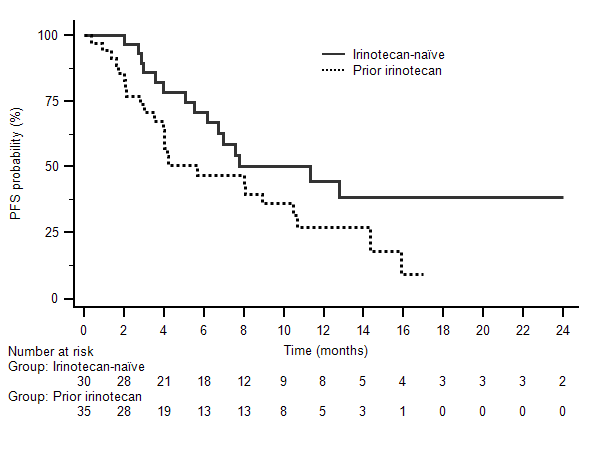 PFS probability (%)
100
75
50
25
0
Irinotecan-naïve
Prior irinotecan
0 2 4 6 8 10 12 14 16 18 20 22 24
Time (months)
Number at risk
Group: Irinotecan-naïve
30 28 21 18 12 9 8 5 4 3 3 3 2
Group: Prior irinotecan
35 28 19 13 13 8 5 3 1 0 0 0 0